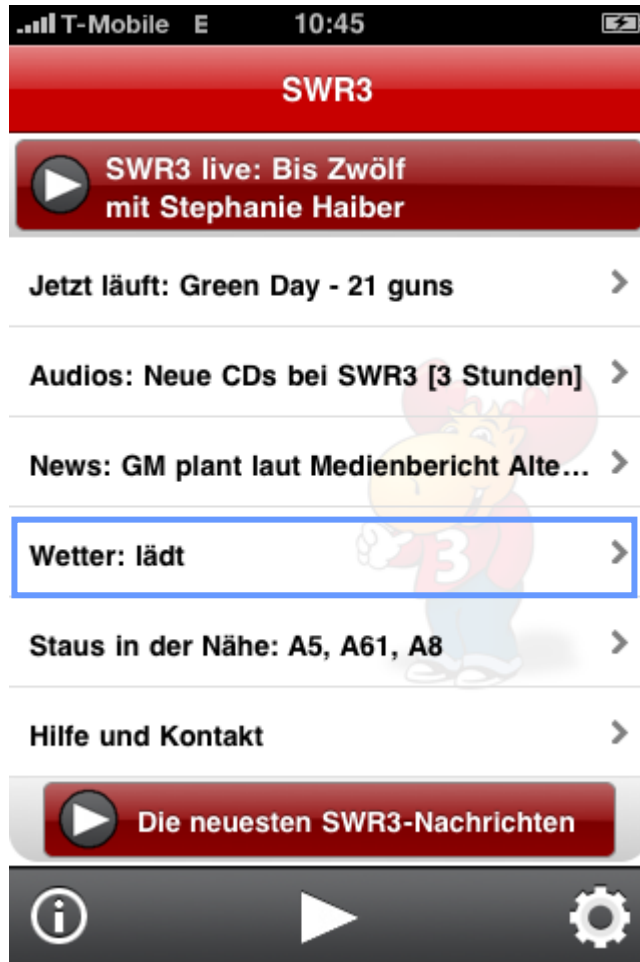 T-Mobile E 10:45
SWR3
SWR3 live: Bis Zwölf
mit Stephanie Haiber
Jetzt läuft: Green Day - 21 guns
Audios: Neue CDs bei SWR3 [3 Stunden]
News: GM plant laut Medienbericht Alte...
Wetter: lädt
3
Staus in der Nähe: A5, A61, A8
Hilfe und Kontakt
Die neuesten SWR3-Nachrichten